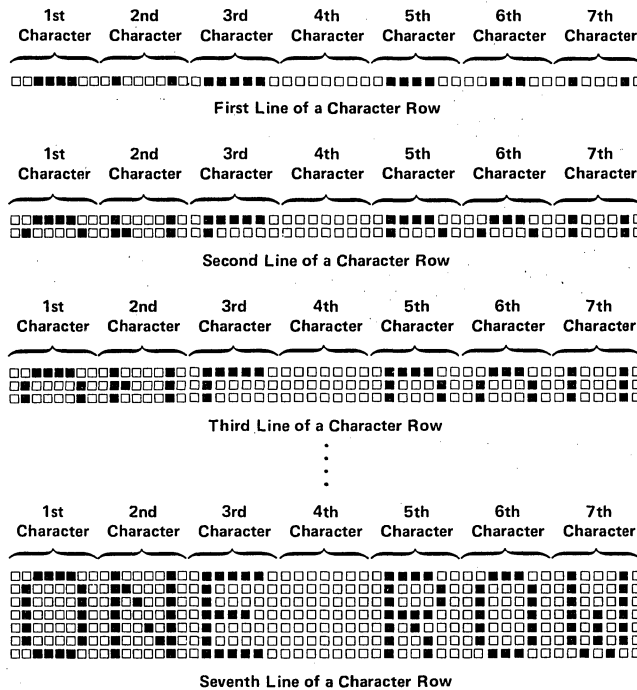 1st 2nd 3rd 4th 5th 6th 7th
Character Character Character Character Character Character Character
First Line of a Character Row
1st 2nd 3rd 4th 5th 6th 7th
Character Character Character Character Character Character Character
Second Line of a Character Row
1st 2nd 3rd 4th 5th 6th 7th
Character Character Character Character Character Character Character
Third Line of a Character Row
1st 2nd 3rd 4th 5th 6th 7th
Character Character Character Character Character Character Character
Seventh Line of a Character Row